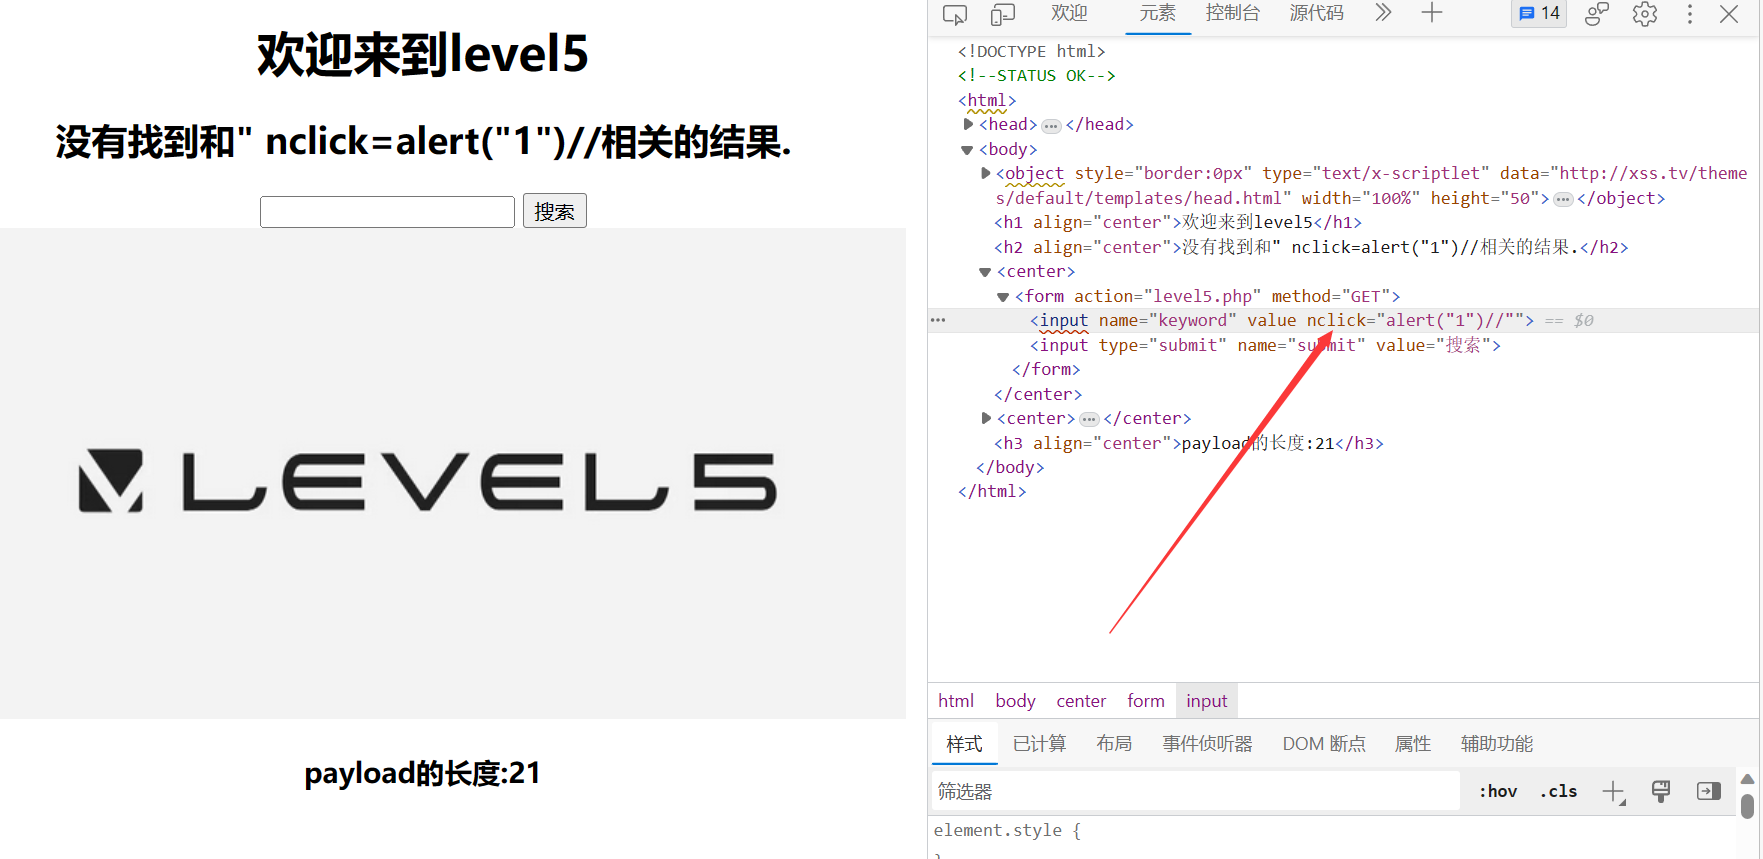 欢迎来到level5
没有找到和" nclick=alert("1")//相关的结果.
搜索
LEVEL5
payload的长度:21
欢迎 元素 控制台 源代码 14
<!DOCTYPE html>
<!--STATUS OK-->
<html>
<head>…</head>
<body>
<object style="border:0px" type="text/x-scriptlet" data="http://xss.tv/theme
s/default/templates/head.html" width="100%" height="50">…</object>
<h1 align="center">欢迎来到level5</h1>
<h2 align="center">没有找到和" nclick=alert("1")//相关的结果.</h2>
<center>
<form action="level5.php" method="GET">
<input name="keyword" value nclick="alert("1")//""> == $0
<input type="submit" name="submit" value="搜索">
</form>
</center>
<center>…</center>
<h3 align="center">payload的长度:21</h3>
</body>
</html>
html body center form input
样式 已计算 布局 事件侦听器 DOM 断点 属性 辅助功能
筛选器 :hov .cls
element.style {
}